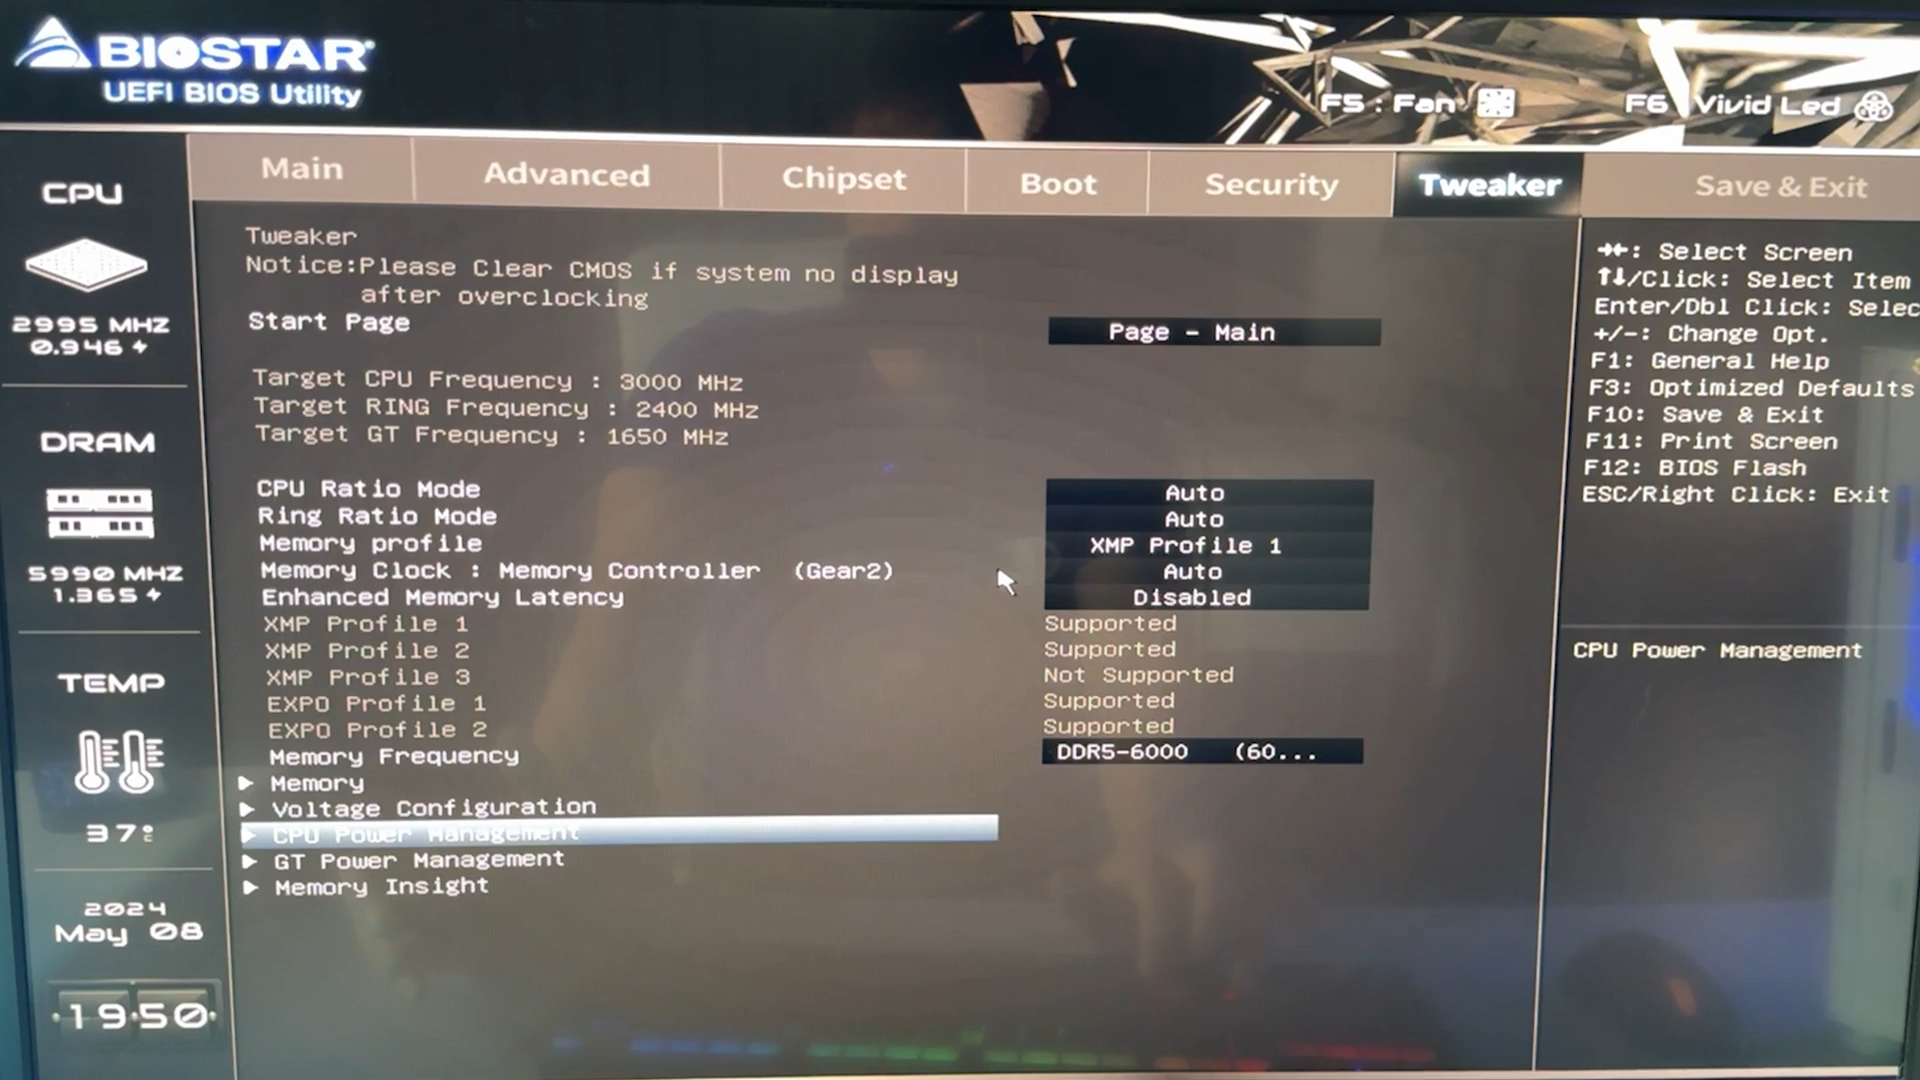 BIOSTAR
UEFI BIOS Utility
F5 : Fan
F6 : Vivid Led
Main
Advanced
Chipset
Boot
Security
Tweaker
Save & Exit
CPU
2995 MHZ
0.946
DRAM
5990 MHZ
1.365
TEMP
37°C
2024
May 08
19:50
Tweaker
Notice:Please Clear CMOS if system no display
after overclocking
Start Page Page - Main
Target CPU Frequency : 3000 MHz
Target RING Frequency : 2400 MHz
Target GT Frequency : 1650 MHz
CPU Ratio Mode Auto
Ring Ratio Mode Auto
Memory profile XMP Profile 1
Memory Clock : Memory Controller (Gear2) Auto
Enhanced Memory Latency Disabled
XMP Profile 1 Supported
XMP Profile 2 Supported
XMP Profile 3 Not Supported
EXPO Profile 1 Supported
EXPO Profile 2 Supported
Memory Frequency DDR5-6000 (60...
Memory
Voltage Configuration
CPU Power Management
GT Power Management
Memory Insight
→←: Select Screen
↑↓/Click: Select Item
Enter/Dbl Click: Selec
+/-: Change Opt.
F1: General Help
F3: Optimized Defaults
F10: Save & Exit
F11: Print Screen
F12: BIOS Flash
ESC/Right Click: Exit
CPU Power Management